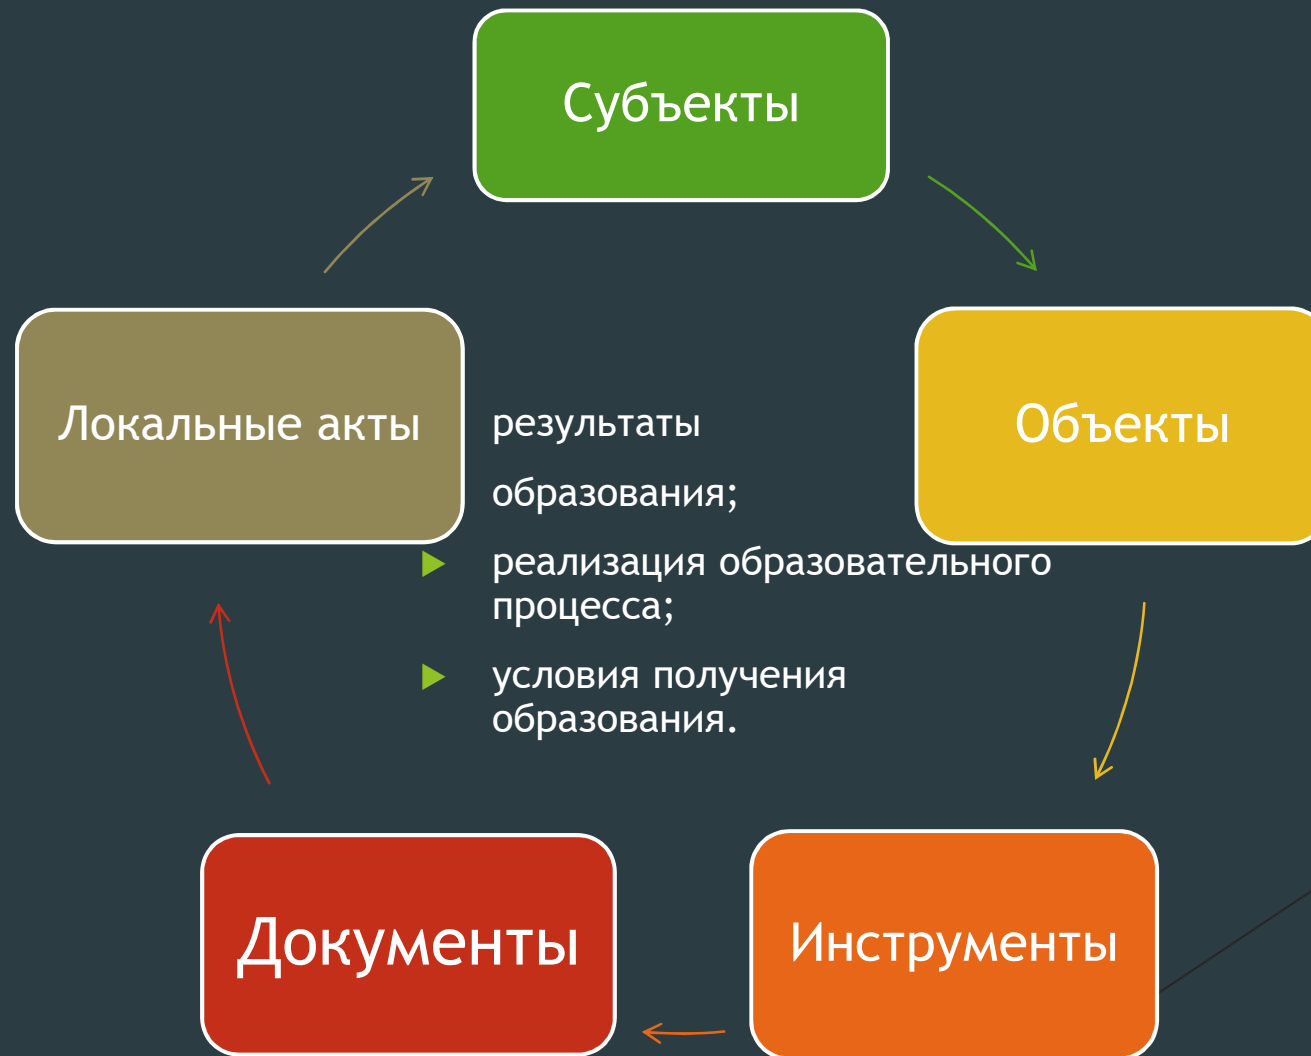 Субъекты
Локальные акты
Объекты
результаты
образования;
реализация образовательного
процесса;
условия получения
образования.
Документы
Инструменты